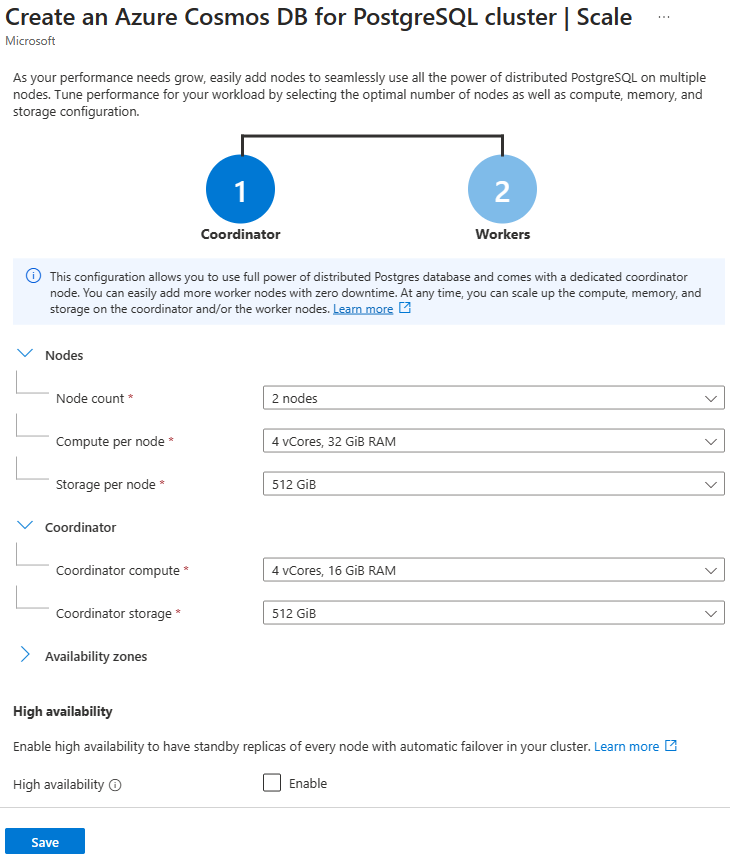 Create an Azure Cosmos DB for PostgreSQL cluster | Scale ...
Microsoft
As your performance needs grow, easily add nodes to seamlessly use all the power of distributed PostgreSQL on multiple
nodes. Tune performance for your workload by selecting the optimal number of nodes as well as compute, memory, and
storage configuration.
1 2
Coordinator Workers
This configuration allows you to use full power of distributed Postgres database and comes with a dedicated coordinator
node. You can easily add more worker nodes with zero downtime. At any time, you can scale up the compute, memory, and
storage on the coordinator and/or the worker nodes. Learn more
Nodes
Node count * 2 nodes
Compute per node * 4 vCores, 32 GiB RAM
Storage per node * 512 GiB
Coordinator
Coordinator compute * 4 vCores, 16 GiB RAM
Coordinator storage * 512 GiB
Availability zones
High availability
Enable high availability to have standby replicas of every node with automatic failover in your cluster. Learn more
High availability Enable
Save